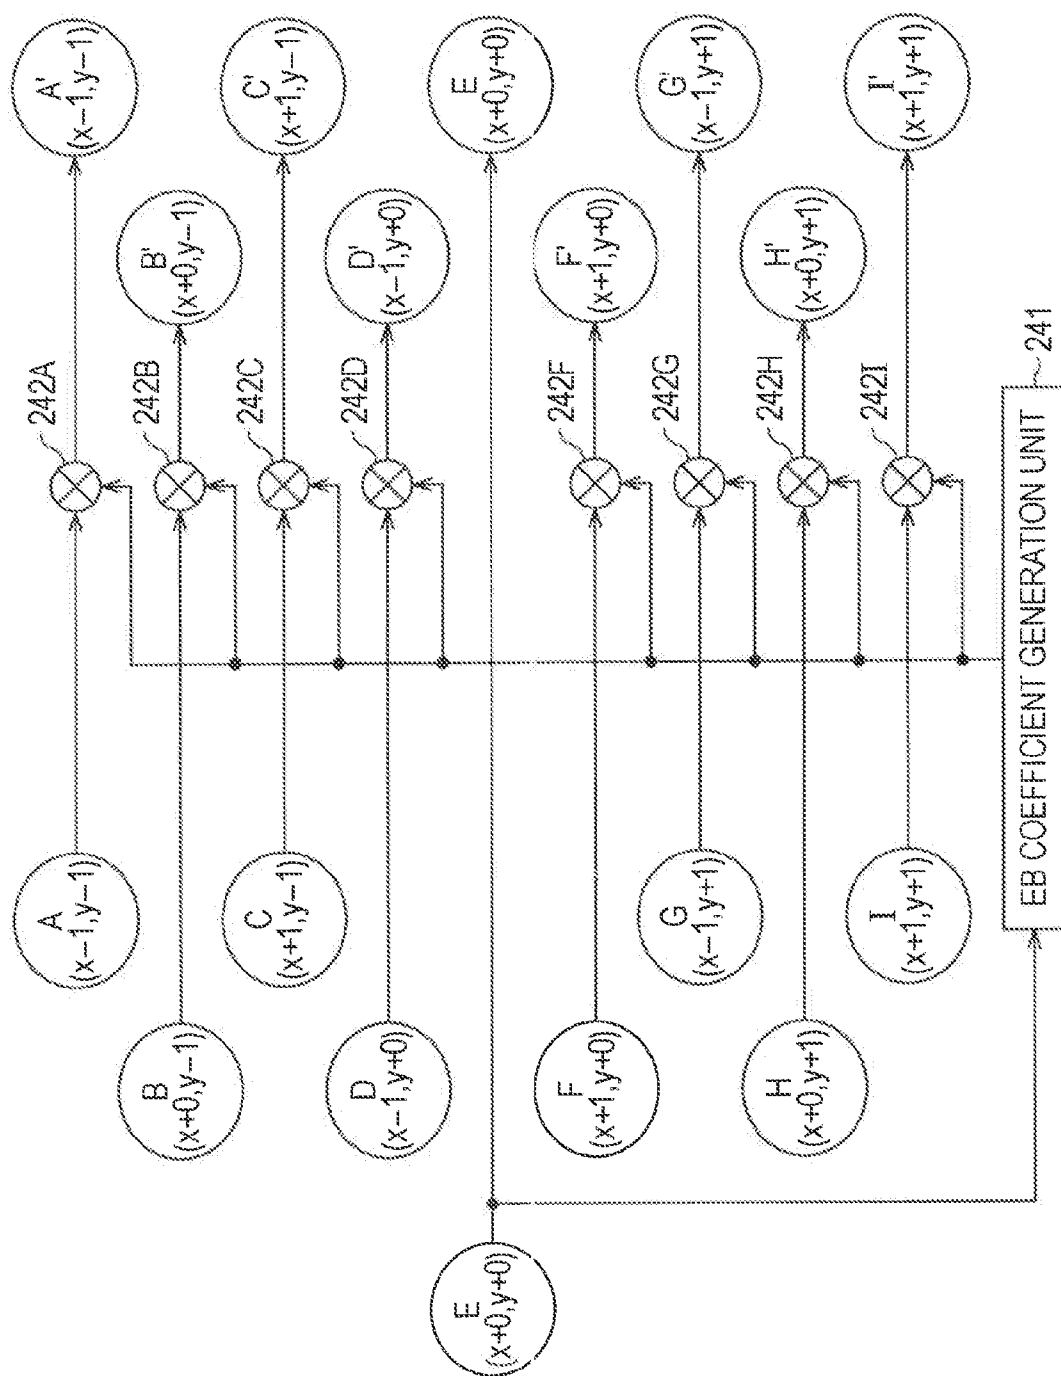 A
(x−1,y−1)
242A
A'
(x−1,y−1)
B
(x+0,y−1)
242B
B'
(x+0,y−1)
C
(x+1,y−1)
242C
C'
(x+1,y−1)
D
(x−1,y+0)
242D
D'
(x−1,y+0)
E
(x+0,y+0)
E
(x+0,y+0)
F
(x+1,y+0)
242F
F'
(x+1,y+0)
G
(x−1,y+1)
242G
G'
(x−1,y+1)
H
(x+0,y+1)
242H
H'
(x+0,y+1)
I
(x+1,y+1)
242I
I'
(x+1,y+1)
EB COEFFICIENT GENERATION UNIT
241